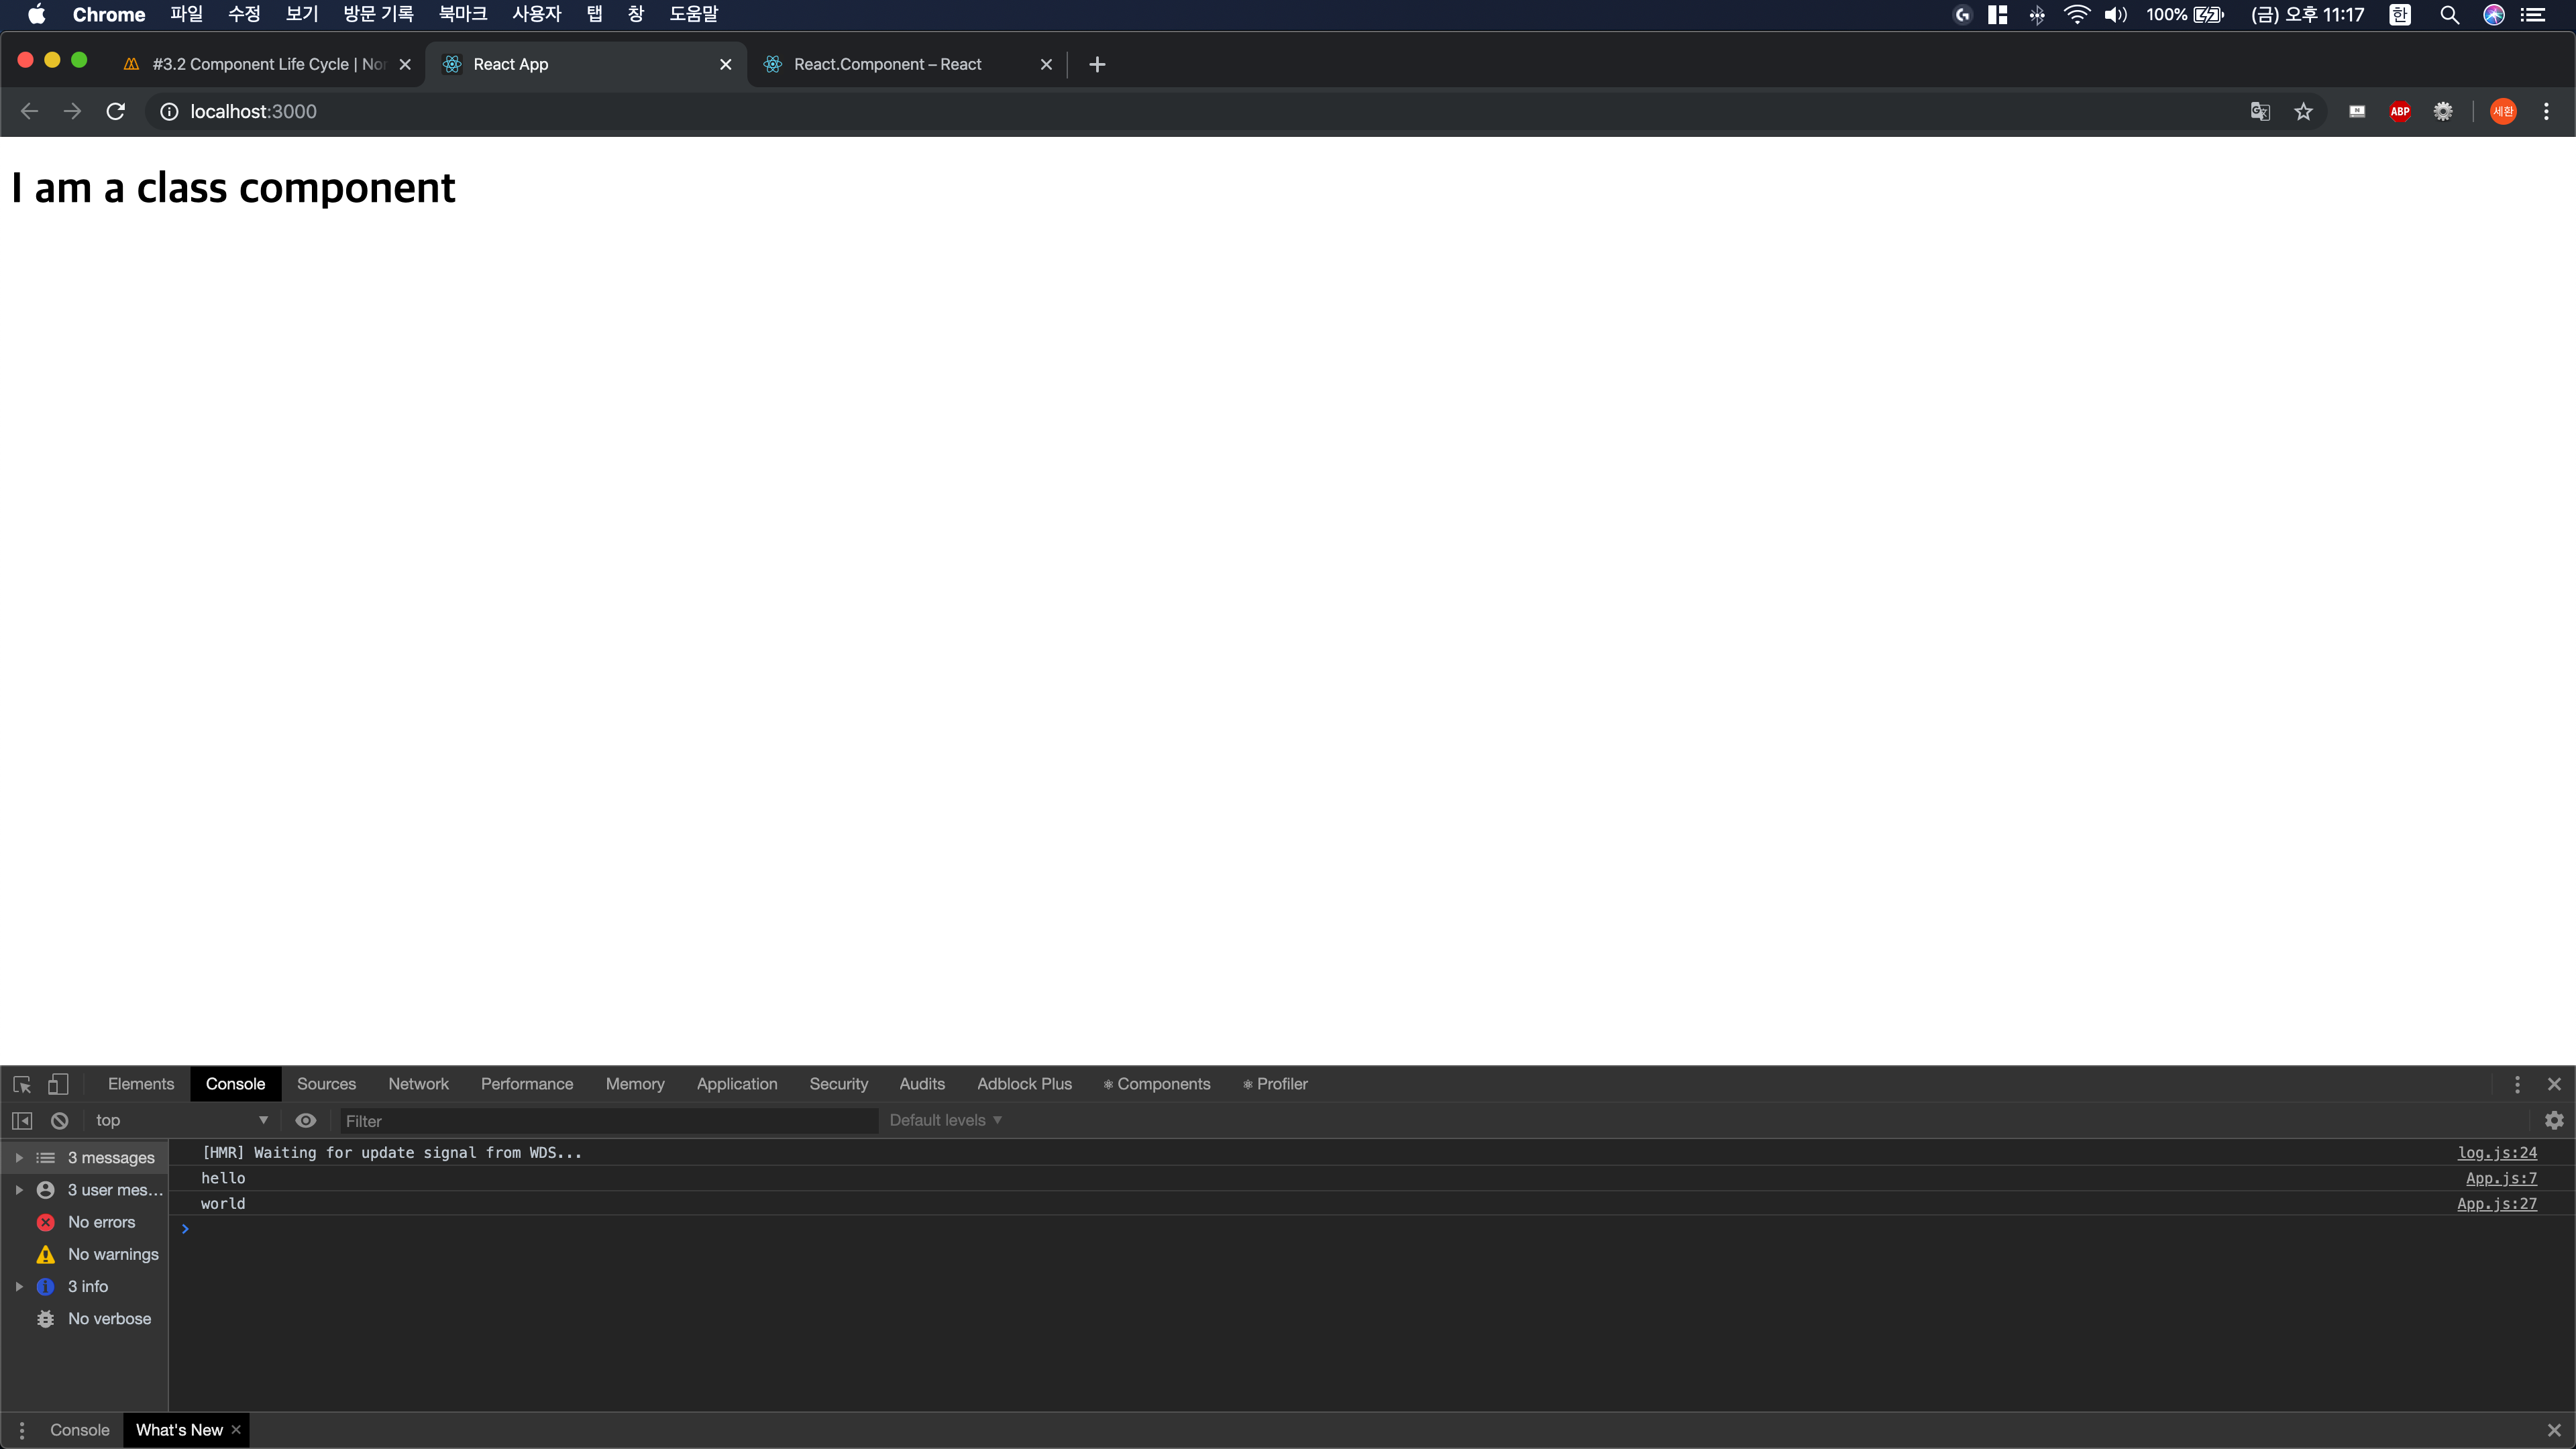 Chrome 파일 수정 보기 방문 기록 북마크 사용자 탭 창 도움말 100% (금) 오후 11:17 한
#3.2 Component Life Cycle | Nor React App React.Component – React
localhost:3000 ABP 세환
I am a class component
Elements Console Sources Network Performance Memory Application Security Audits Adblock Plus Components Profiler
top Filter Default levels
3 messages
3 user mes...
No errors
No warnings
3 info
No verbose
[HMR] Waiting for update signal from WDS... log.js:24
hello App.js:7
world App.js:27
Console What's New